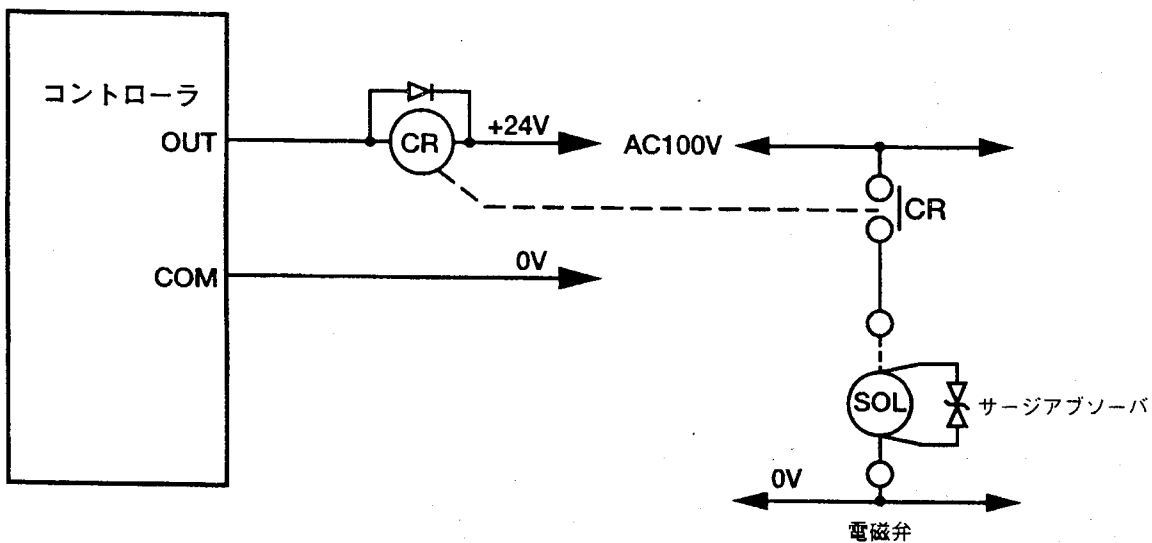 コントローラ
OUT
CR
+24V
AC100V
CR
COM
0V
SOL
サージアブソーバ
0V
電磁弁